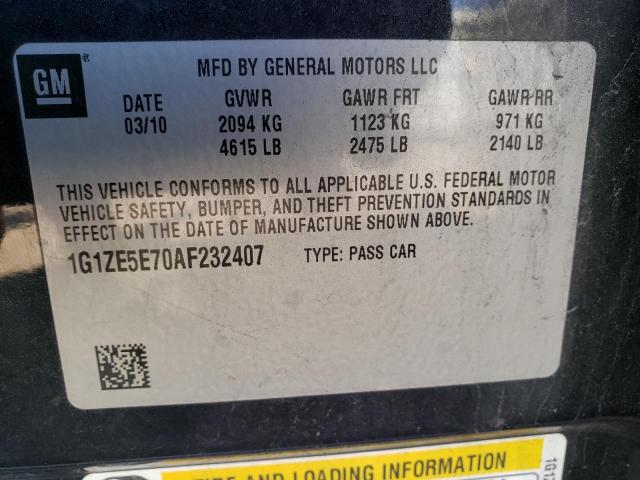 GM
®
MFD BY GENERAL MOTORS LLC
DATE GVWR GAWR FRT GAWR RR
03/10 2094 KG 1123 KG 971 KG
4615 LB 2475 LB 2140 LB
THIS VEHICLE CONFORMS TO ALL APPLICABLE U.S. FEDERAL MOTOR
VEHICLE SAFETY, BUMPER, AND THEFT PREVENTION STANDARDS IN
EFFECT ON THE DATE OF MANUFACTURE SHOWN ABOVE.
1G1ZE5E70AF232407 TYPE: PASS CAR
TIRE AND LOADING INFORMATION